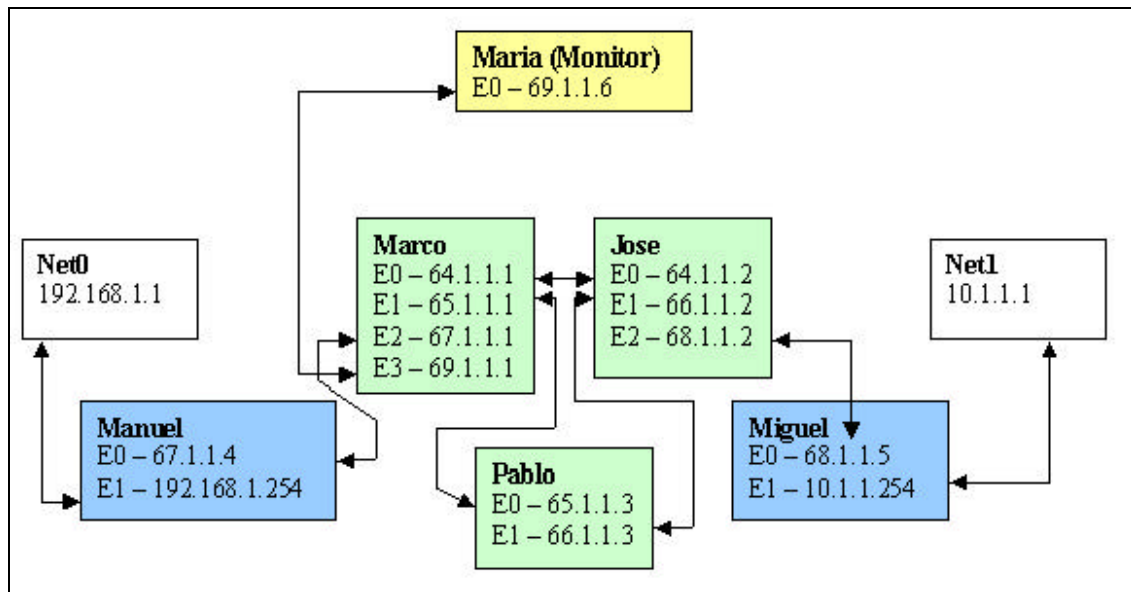 Maria (Monitor)
E0 – 69.1.1.6
Marco
E0 – 64.1.1.1
E1 – 65.1.1.1
E2 – 67.1.1.1
E3 – 69.1.1.1
Jose
E0 – 64.1.1.2
E1 – 66.1.1.2
E2 – 68.1.1.2
Net0
192.168.1.1
Net1
10.1.1.1
Manuel
E0 – 67.1.1.4
E1 – 192.168.1.254
Pablo
E0 – 65.1.1.3
E1 – 66.1.1.3
Miguel
E0 – 68.1.1.5
E1 – 10.1.1.254